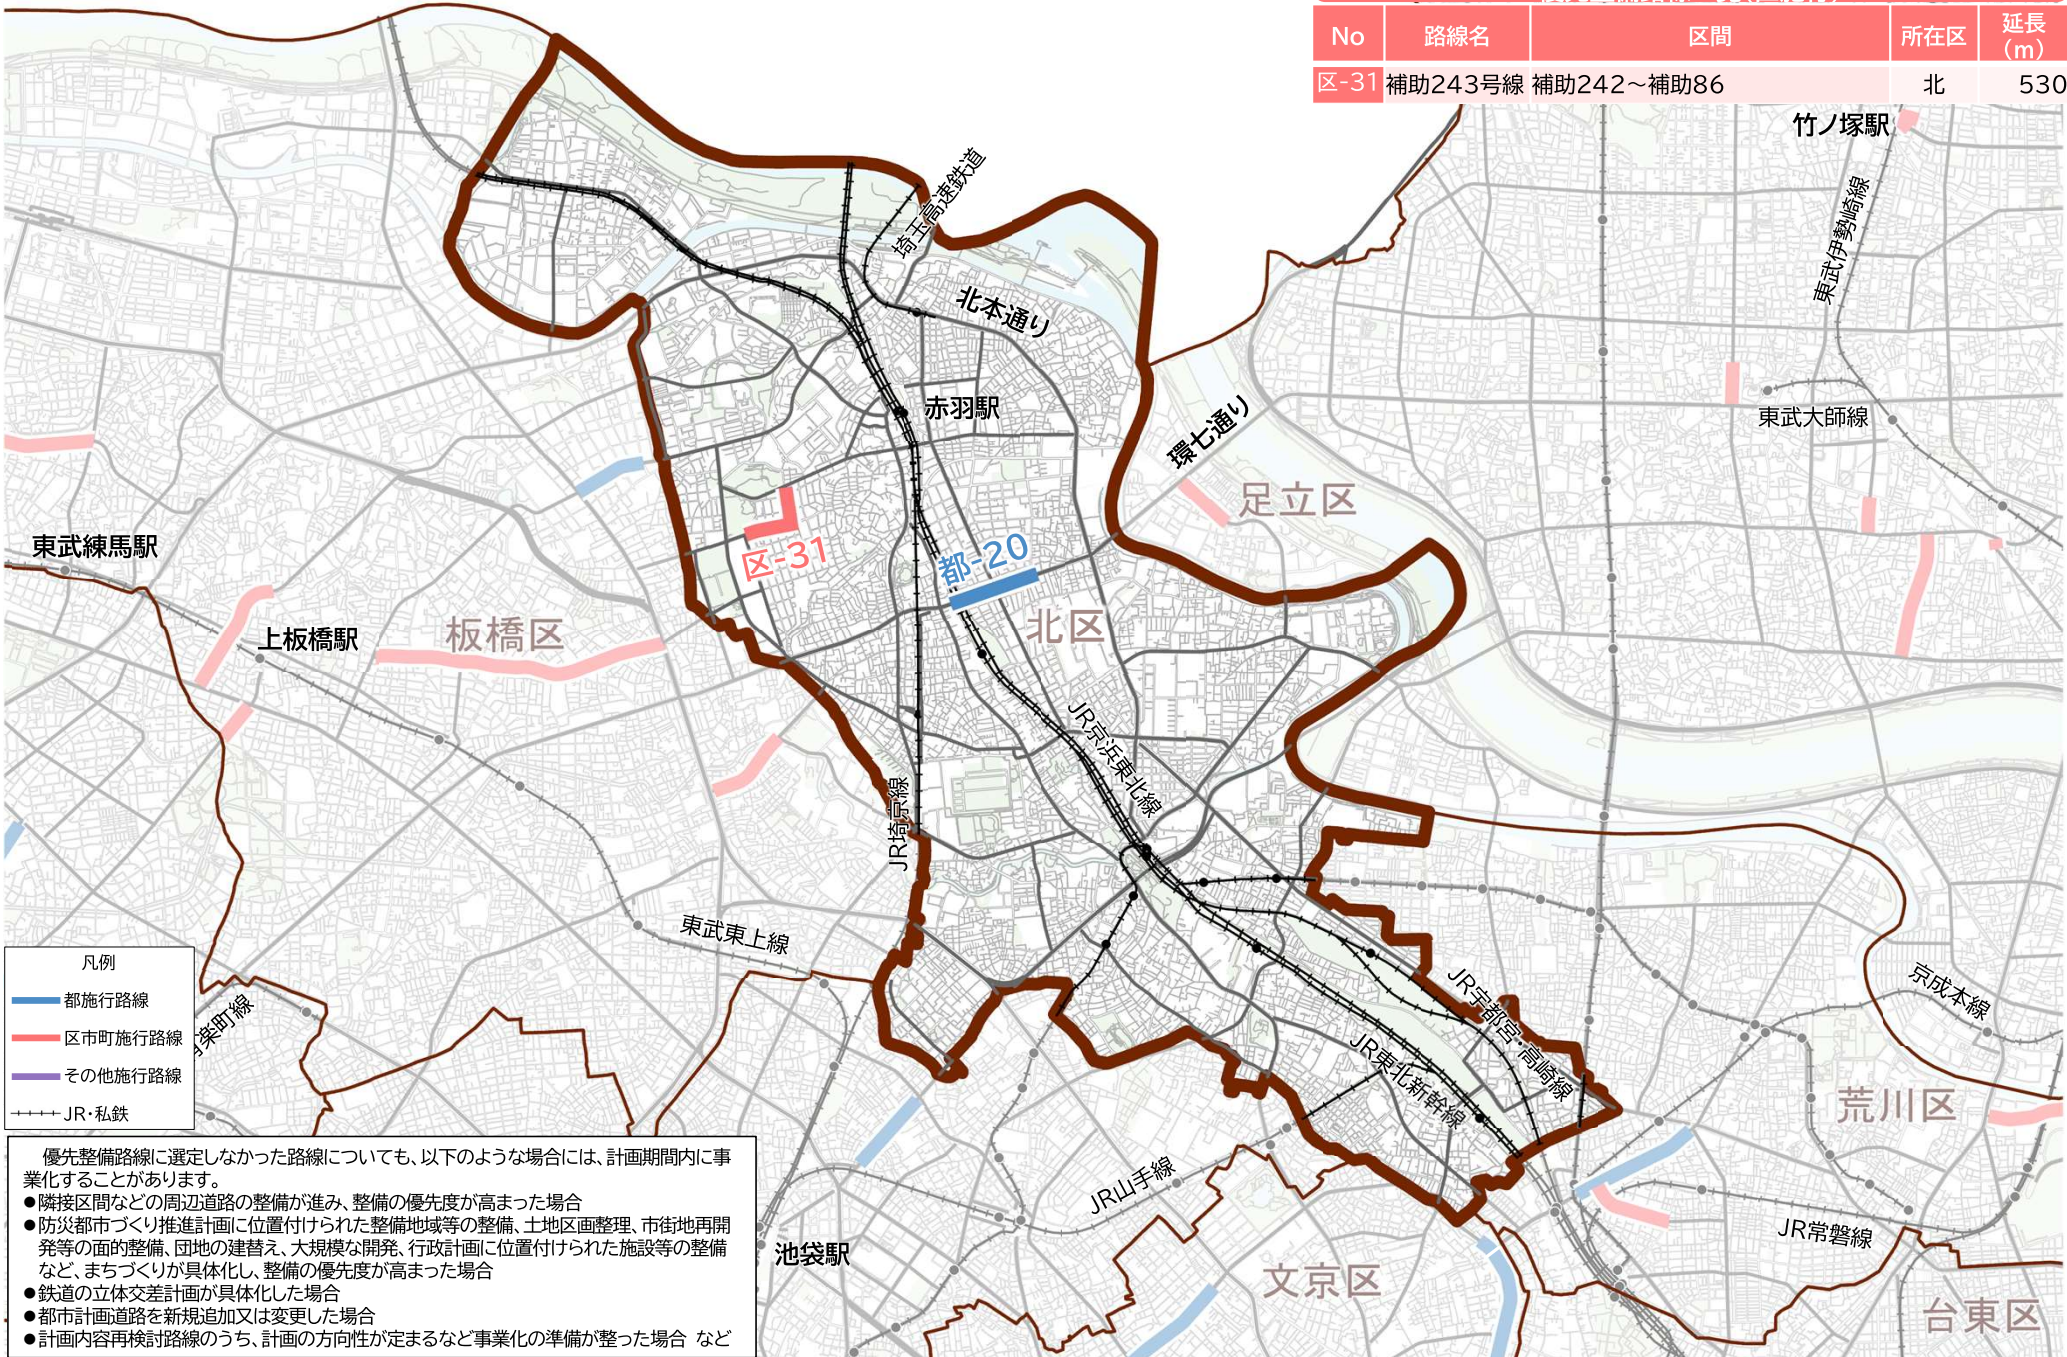 No 路線名 区間 所在区 延長(m)
区-31 補助243号線 補助242～補助86 北 530
竹ノ塚駅
埼玉高速鉄道
東武伊勢崎線
北本通り
赤羽駅
東武大師線
環七通り
足立区
東武練馬駅
区-31
都-20
上板橋駅
板橋区
北区
JR京浜東北線
JR埼京線
東武東上線
JR宇都宮・高崎線
京成本線
楽町線
JR東北新幹線
荒川区
JR山手線
JR常磐線
池袋駅
文京区
台東区
凡例
都施行路線
区市町施行路線
その他施行路線
JR・私鉄
優先整備路線に選定しなかった路線についても、以下のような場合には、計画期間内に事
業化することがあります。
●隣接区間などの周辺道路の整備が進み、整備の優先度が高まった場合
●防災都市づくり推進計画に位置付けられた整備地域等の整備、土地区画整理、市街地再開
発等の面的整備、団地の建替え、大規模な開発、行政計画に位置付けられた施設等の整備
など、まちづくりが具体化し、整備の優先度が高まった場合
●鉄道の立体交差計画が具体化した場合
●都市計画道路を新規追加又は変更した場合
●計画内容再検討路線のうち、計画の方向性が定まるなど事業化の準備が整った場合 など